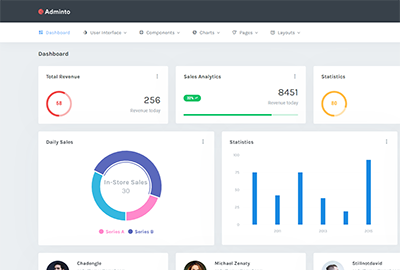 Adminto
Dashboard
User Interface
Components
Charts
Pages
Layouts
Dashboard
Total Revenue
256
Revenue today
Sales Analytics
8451
Revenue today
Statistics
Daily Sales
In-Store Sales
30
Series A
Series B
Statistics
Chadengle
Michael Zenaty
Stillnotdavid